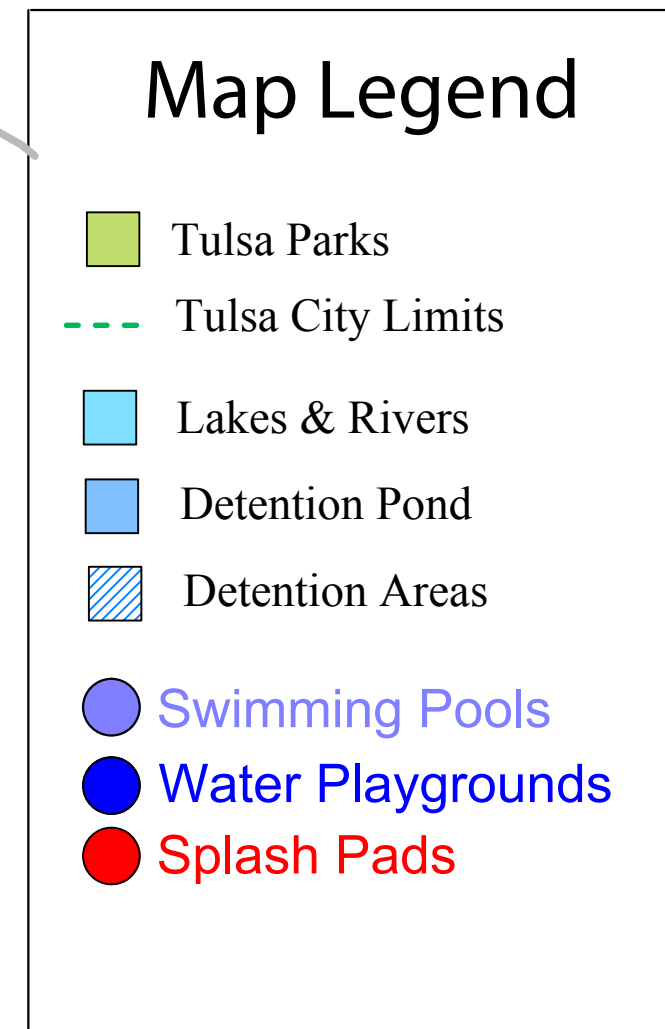 Map Legend
Tulsa Parks
Tulsa City Limits
Lakes & Rivers
Detention Pond
Detention Areas
Swimming Pools
Water Playgrounds
Splash Pads